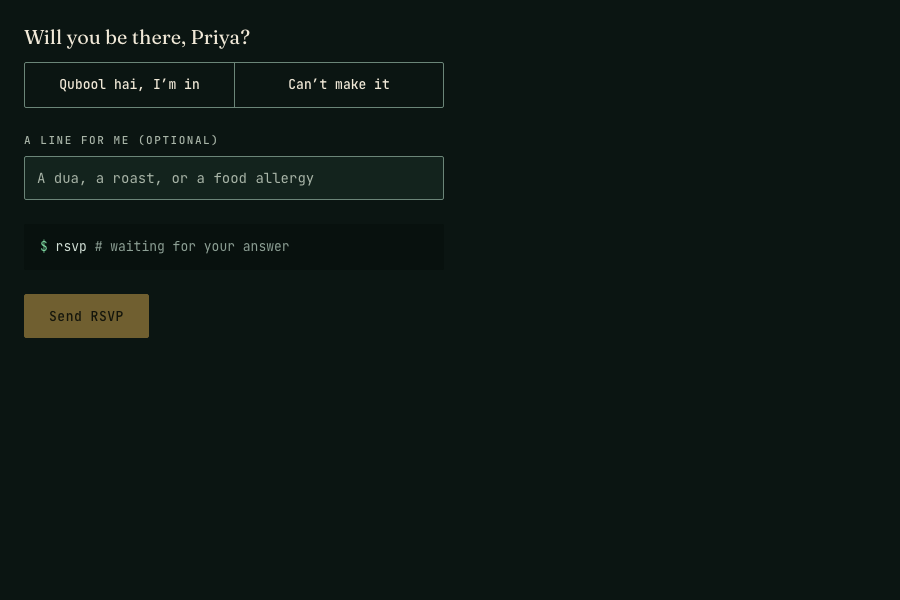 Will you be there, Priya?
Qubool hai, I’m in
Can’t make it
A LINE FOR ME (OPTIONAL)
A dua, a roast, or a food allergy
$ rsvp # waiting for your answer
Send RSVP